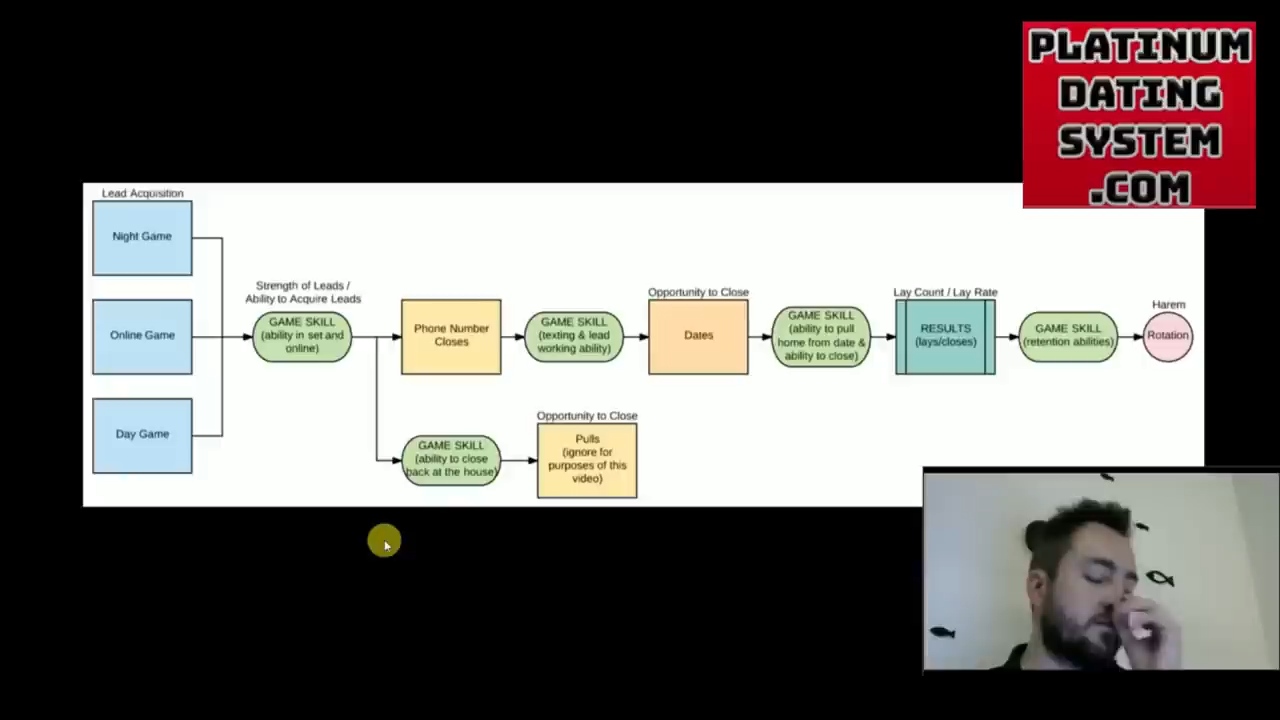 PLATINUM
DATING
SYSTEM
.COM
Lead Acquisition
Night Game
Online Game
Day Game
Strength of Leads /
Ability to Acquire Leads
GAME SKILL
(ability in set and
online)
Phone Number
Closes
GAME SKILL
(texting & lead
working ability)
Opportunity to Close
Dates
GAME SKILL
(ability to pull
home from date &
ability to close)
Lay Count / Lay Rate
RESULTS
(lays/closes)
GAME SKILL
(retention abilities)
Harem
Rotation
GAME SKILL
(ability to close
back at the house)
Opportunity to Close
Pulls
(ignore for
purposes of this
video)